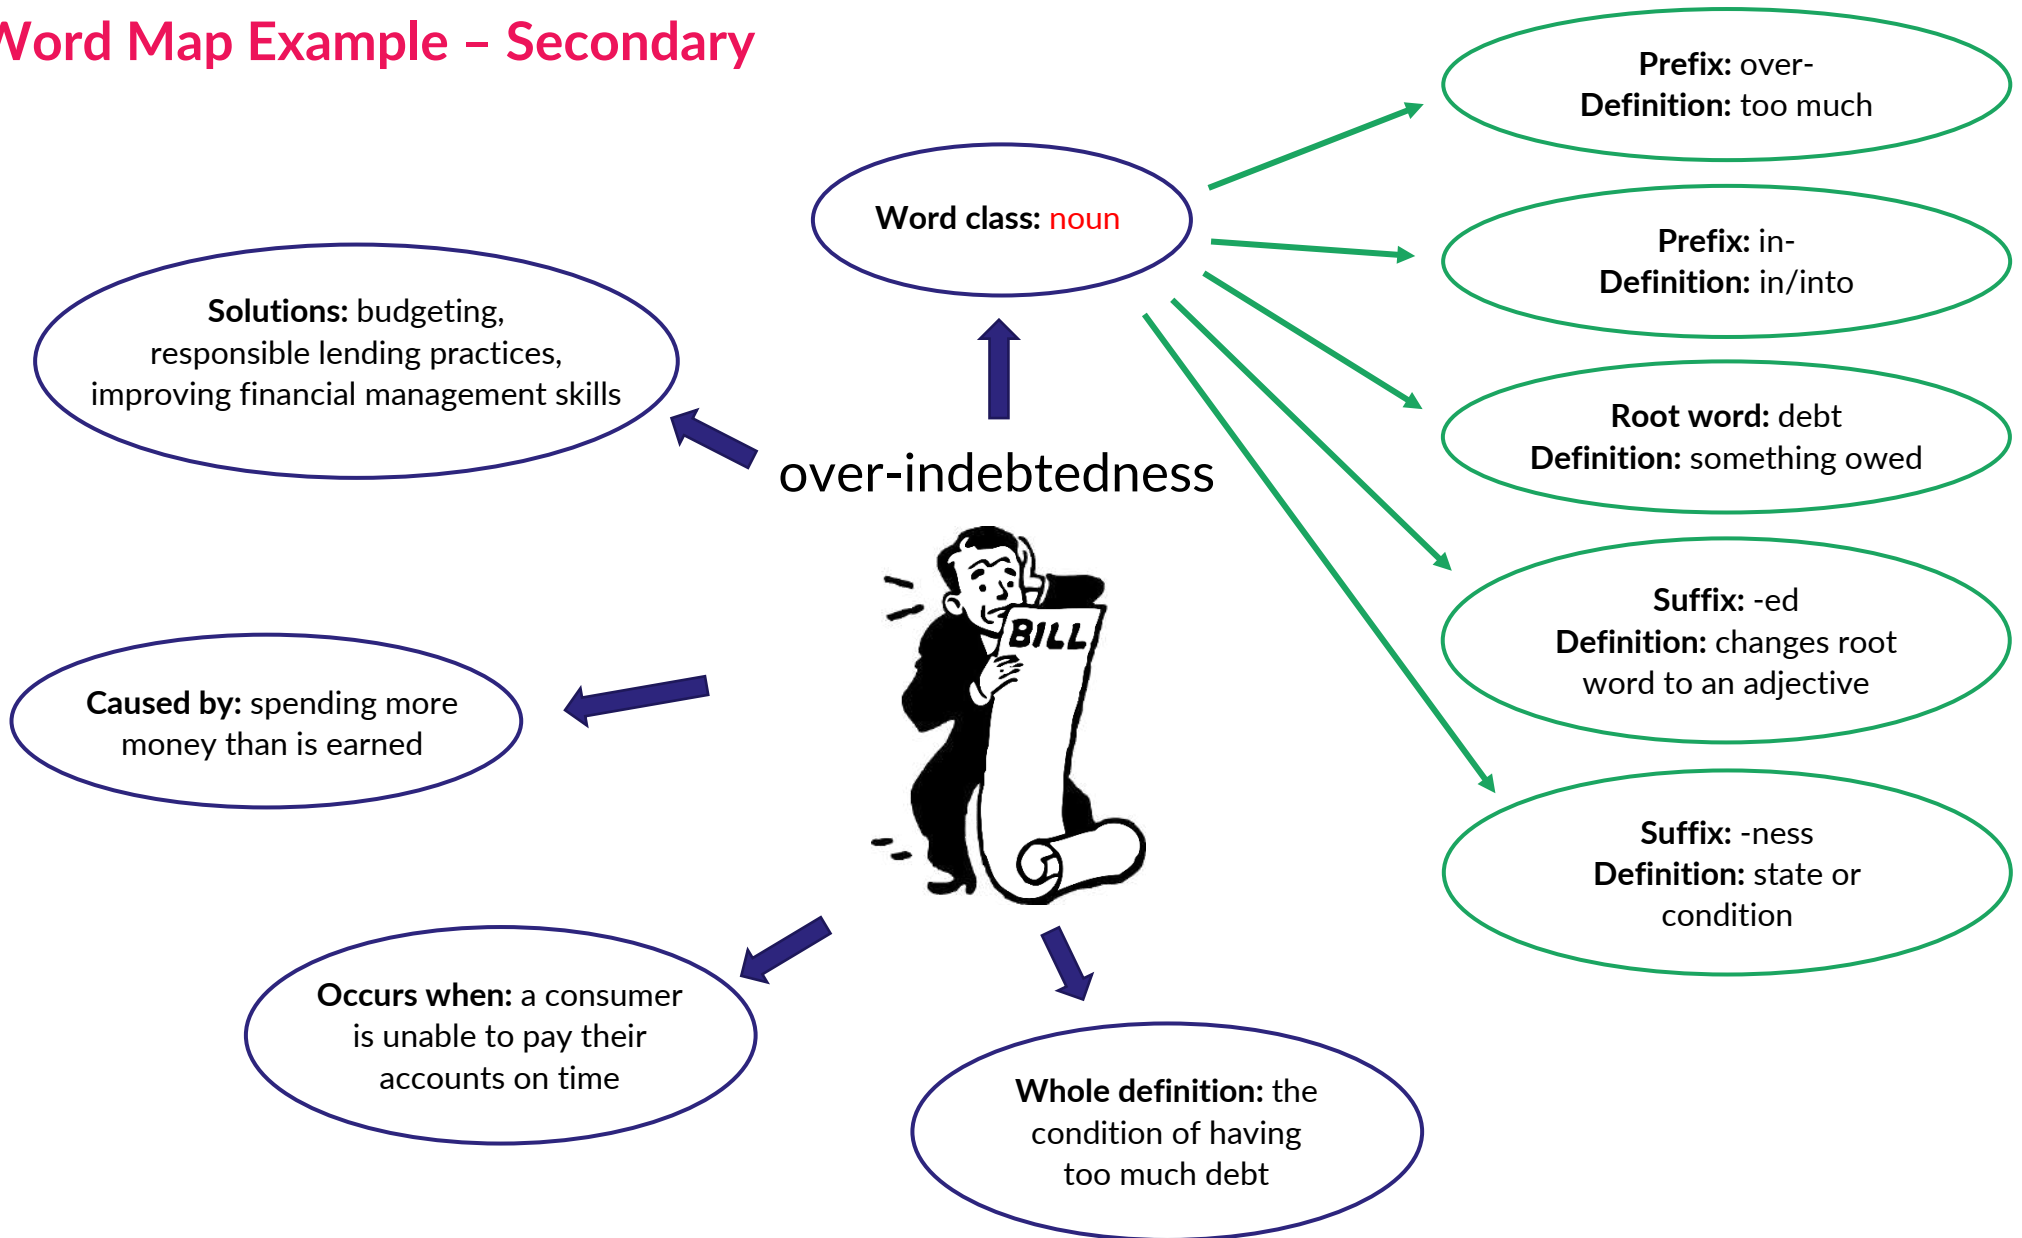 Word Map Example – Secondary
Prefix: over-
Definition: too much
Word class: noun
Prefix: in-
Definition: in/into
Solutions: budgeting,
responsible lending practices,
improving financial management skills
Root word: debt
Definition: something owed
over-indebtedness
BILL
Suffix: -ed
Definition: changes root
word to an adjective
Caused by: spending more
money than is earned
Suffix: -ness
Definition: state or
condition
Occurs when: a consumer
is unable to pay their
accounts on time
Whole definition: the
condition of having
too much debt